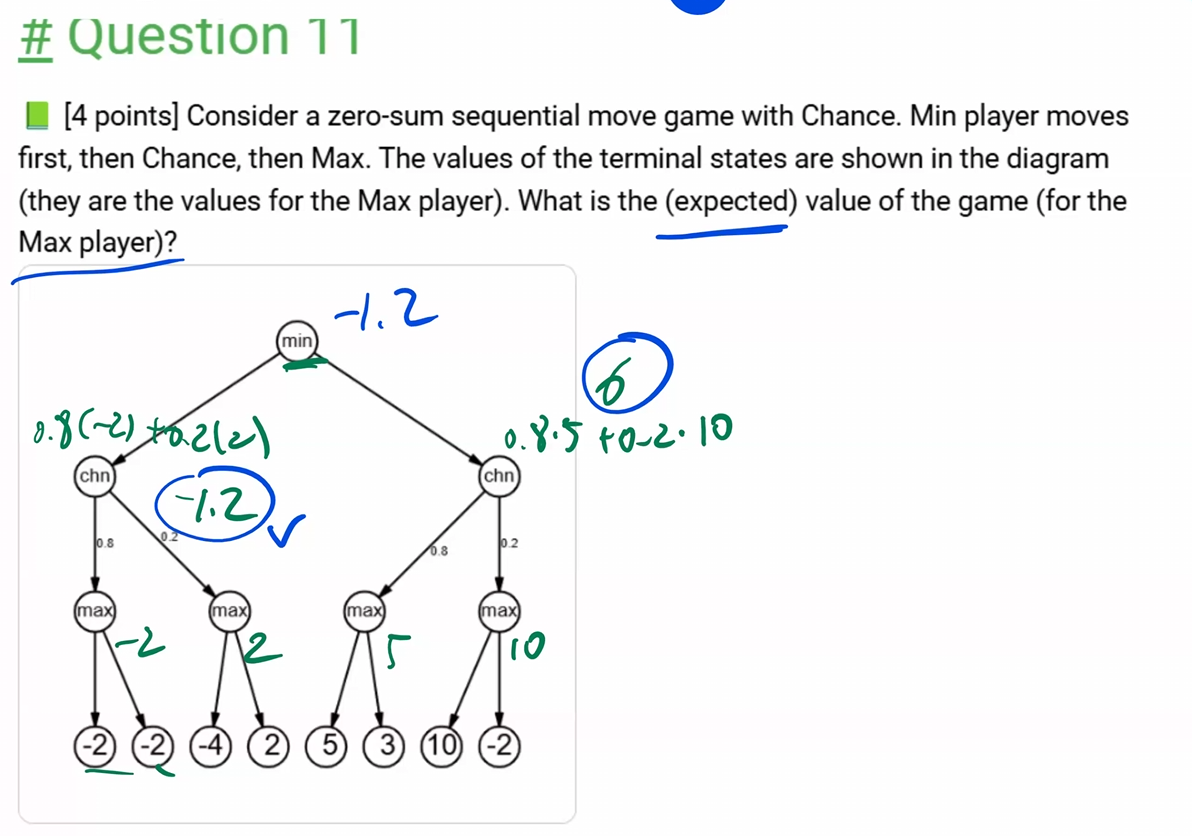 # Question 11
[4 points] Consider a zero-sum sequential move game with Chance. Min player moves
first, then Chance, then Max. The values of the terminal states are shown in the diagram
(they are the values for the Max player). What is the (expected) value of the game (for the
Max player)?
-1.2
min
6
0.8(-2) +0.2(2)
0.8·5 +0.2·10
chn
chn
-1.2
0.8
0.2
0.8
0.2
max
max
max
max
-2
2
5
10
-2
-2
-4
2
5
3
10
-2